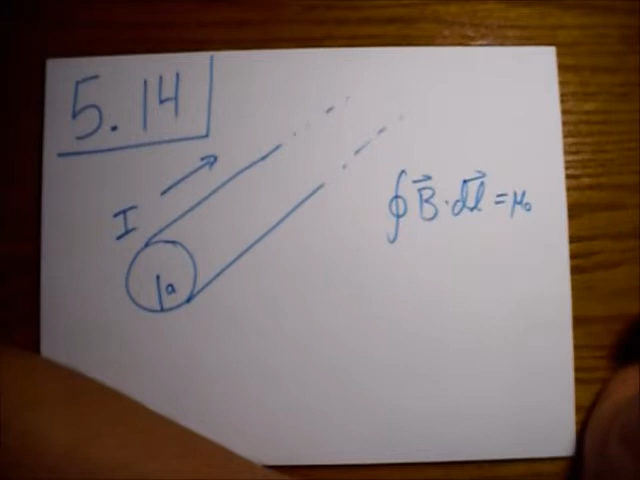 5.14
I
a
∮B⃗·dl⃗ = μ₀